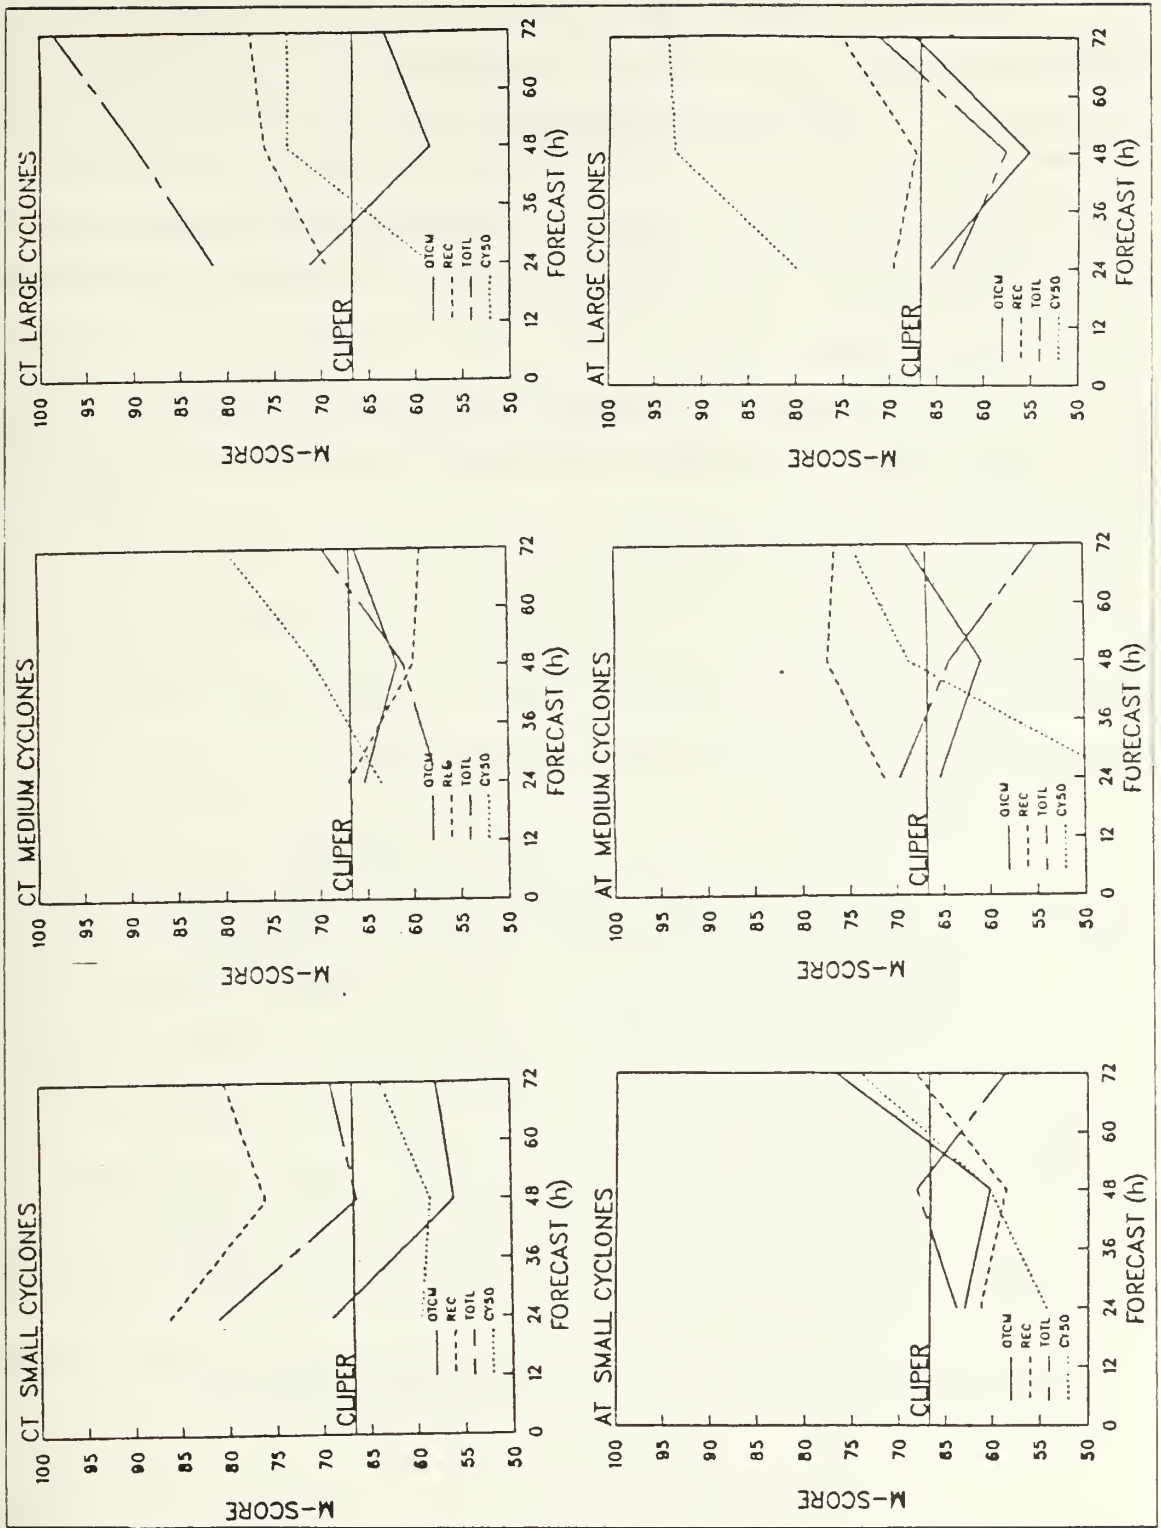 CT SMALL CYCLONES
100
95
90
85
80
75
70
65
60
55
50
M-SCORE
CLIPER
OTCM
REC
TOTL
CY50
0
12
24
36
48
60
72
FORECAST (h)
CT MEDIUM CYCLONES
100
95
90
85
80
75
70
65
60
55
50
M-SCORE
CLIPER
OTCM
TOTL
CY50
0
12
24
36
48
60
72
FORECAST (h)
CT LARGE CYCLONES
100
95
90
85
80
75
70
65
60
55
50
M-SCORE
CLIPER
OTCM
REC
TOTL
CY50
0
12
24
36
48
60
72
FORECAST (h)
AT SMALL CYCLONES
100
95
90
85
80
75
70
65
60
55
50
M-SCORE
CLIPER
OTCM
REC
TOTL
CY50
0
12
24
36
48
60
72
FORECAST (h)
AT MEDIUM CYCLONES
100
95
90
85
80
75
70
65
60
55
50
M-SCORE
CLIPER
OTCM
REC
TOTL
CY50
0
12
24
36
48
60
72
FORECAST (h)
AT LARGE CYCLONES
100
95
90
85
80
75
70
65
60
55
50
M-SCORE
CLIPER
OTCM
REC
TOTL
CY50
0
12
24
36
48
60
72
FORECAST (h)